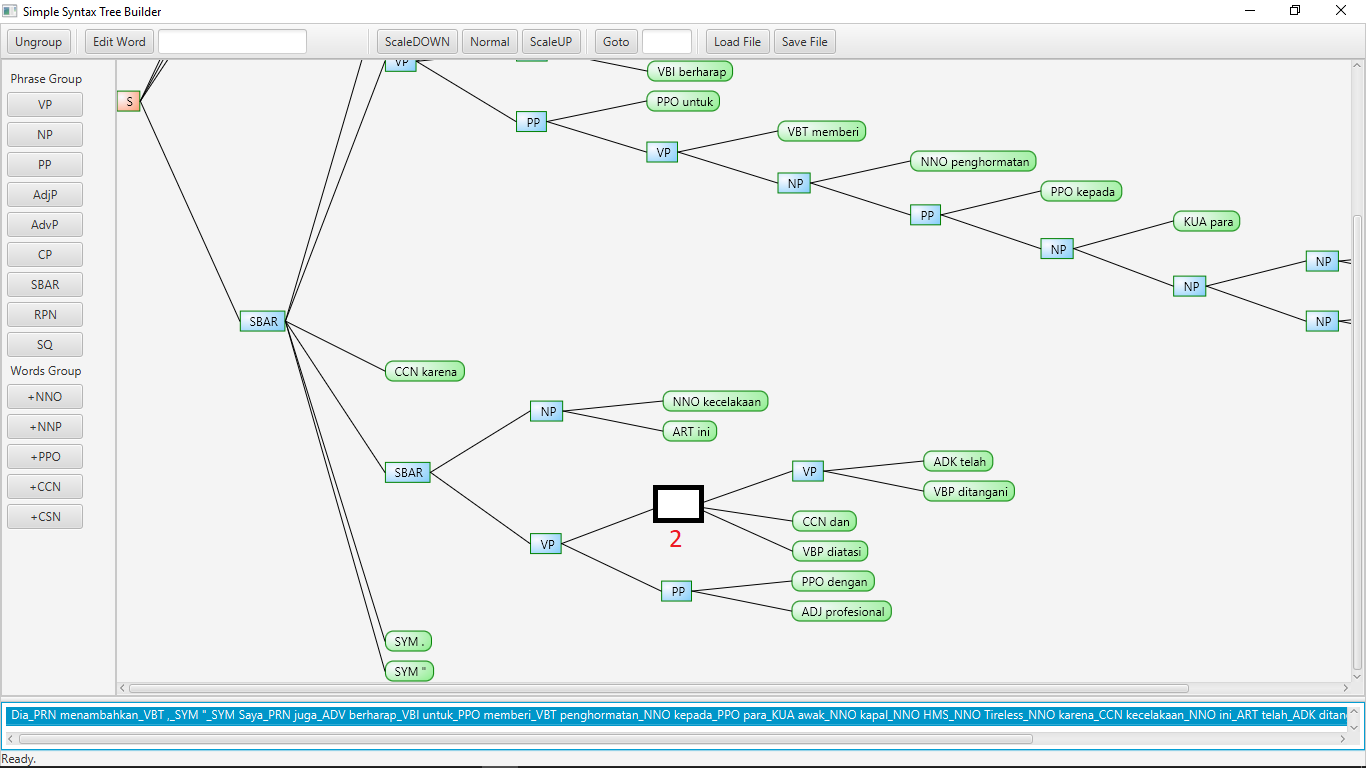 Simple Syntax Tree Builder
Ungroup Edit Word ScaleDOWN Normal ScaleUP Goto Load File Save File
Phrase Group
VP
NP
PP
AdjP
AdvP
CP
SBAR
RPN
SQ
Words Group
+NNO
+NNP
+PPO
+CCN
+CSN
VP
VBI berharap
S
PPO untuk
PP
VBT memberi
VP
NNO penghormatan
NP
PPO kepada
PP
KUA para
NP
NP
NP
NP
SBAR
CCN karena
NNO kecelakaan
NP
ART ini
ADK telah
VP
SBAR
VBP ditangani
CCN dan
2
VP
VBP diatasi
PPO dengan
PP
ADJ profesional
SYM .
SYM "
Dia_PRN menambahkan_VBT ,_SYM "_SYM Saya_PRN juga_ADV berharap_VBI untuk_PPO memberi_VBT penghormatan_NNO kepada_PPO para_KUA awak_NNO kapal_NNO HMS_NNO Tireless_NNO karena_CCN kecelakaan_NNO ini_ART telah_ADK ditan
Ready.